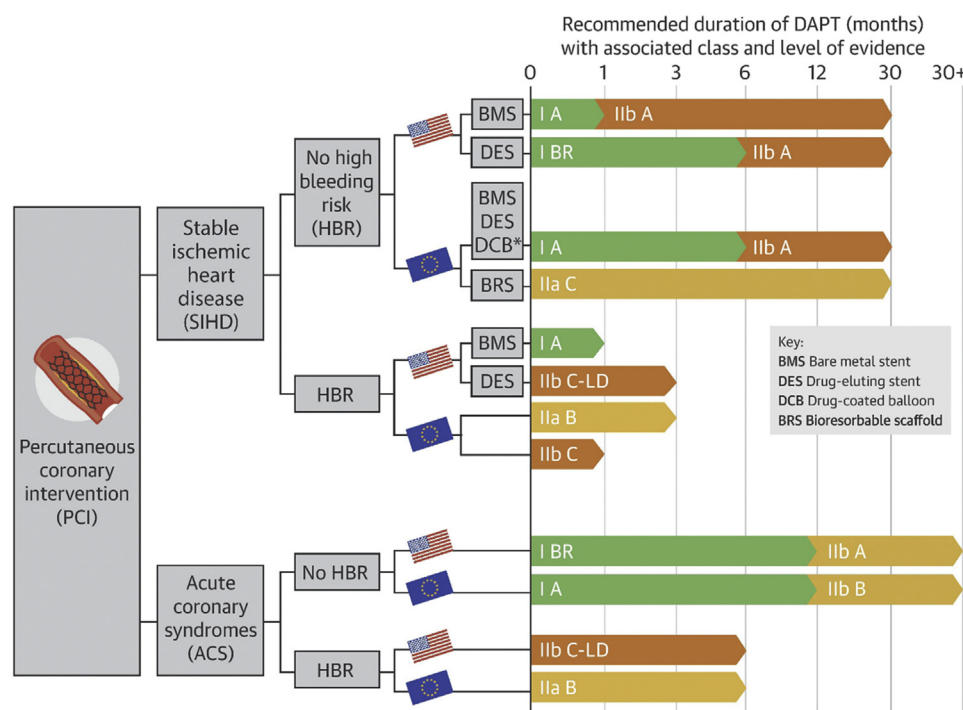 Recommended duration of DAPT (months)
with associated class and level of evidence
0 1 3 6 12 30 30+
Percutaneous
coronary
intervention
(PCI)
Stable
ischemic
heart
disease
(SIHD)
No high
bleeding
risk
(HBR)
BMS
I A
IIb A
DES
I BR
IIb A
BMS
DES
DCB*
I A
IIb A
BRS
IIa C
HBR
BMS
I A
DES
IIb C-LD
IIa B
IIb C
Key:
BMS Bare metal stent
DES Drug-eluting stent
DCB Drug-coated balloon
BRS Bioresorbable scaffold
Acute
coronary
syndromes
(ACS)
No HBR
I BR
IIb A
I A
IIb B
HBR
IIb C-LD
IIa B